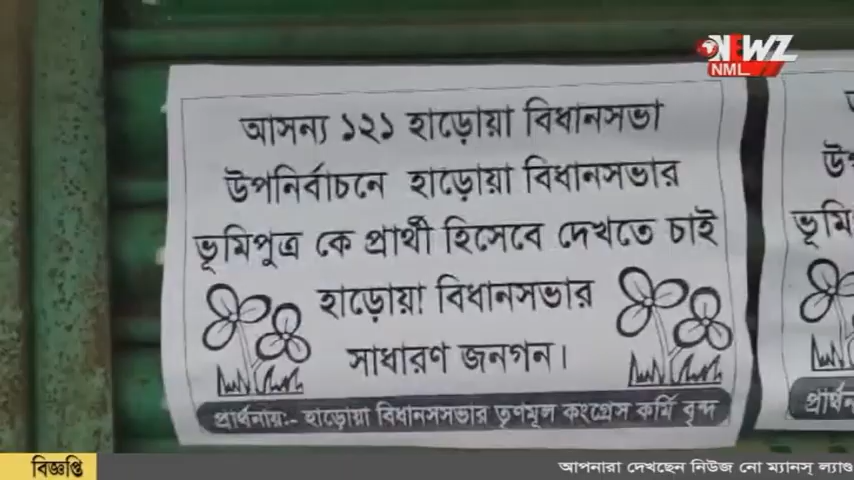 NEWZ
NML
আসন্য ১২১ হাড়োয়া বিধানসভা
উপনির্বাচনে হাড়োয়া বিধানসভার
ভূমিপুত্র কে প্রার্থী হিসেবে দেখতে চাই
হাড়োয়া বিধানসভার
সাধারণ জনগন।
প্রার্থনায়:- হাড়োয়া বিধানসসভার তৃণমূল কংগ্রেস কর্মি বৃন্দ
ভূমি
বিজ্ঞপ্তি
আপনারা দেখছেন নিউজ নো ম্যানস্ ল্যাণ্ড